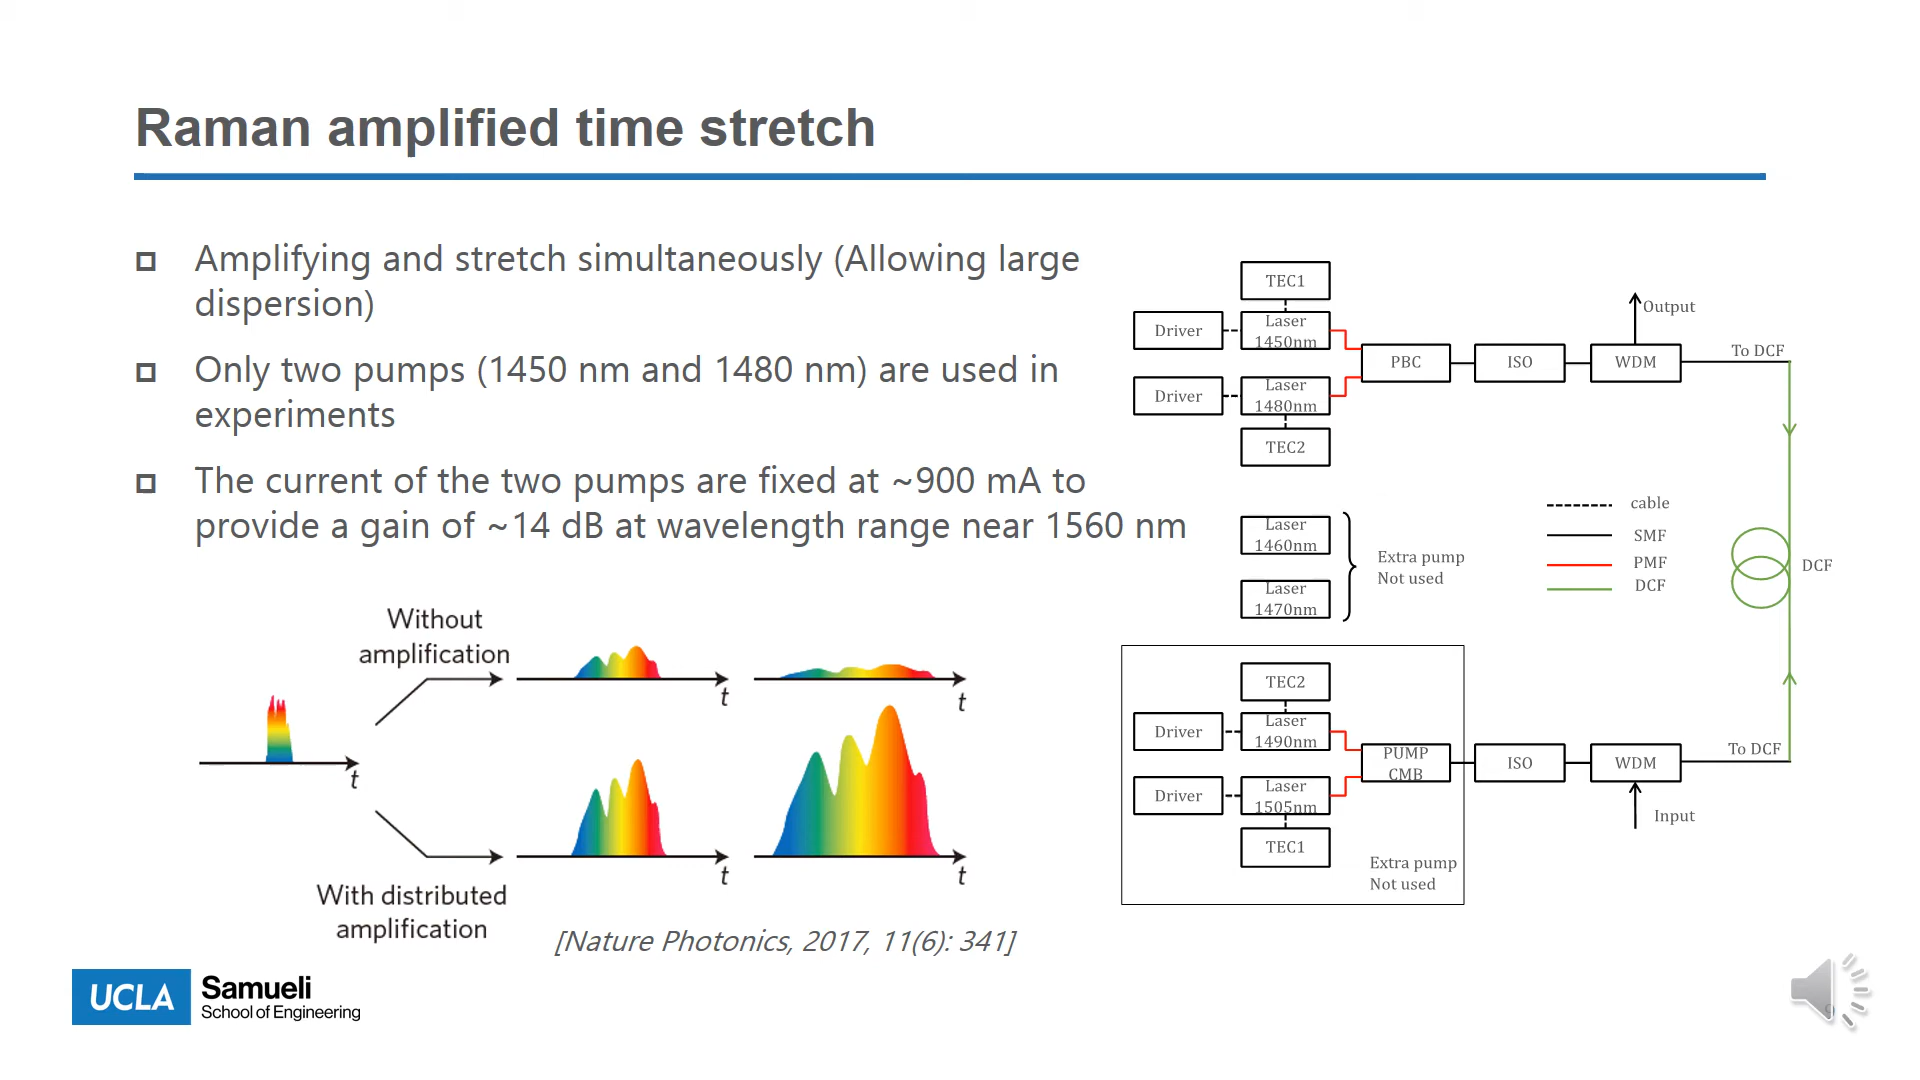 Raman amplified time stretch
Amplifying and stretch simultaneously (Allowing large
dispersion)
Only two pumps (1450 nm and 1480 nm) are used in
experiments
The current of the two pumps are fixed at ~900 mA to
provide a gain of ~14 dB at wavelength range near 1560 nm
Without
amplification
t
t
t
t
t
With distributed
amplification
[Nature Photonics, 2017, 11(6): 341]
TEC1
Driver
Laser
1450nm
Driver
Laser
1480nm
TEC2
PBC
ISO
WDM
Output
To DCF
Laser
1460nm
Laser
1470nm
Extra pump
Not used
cable
SMF
PMF
DCF
DCF
TEC2
Driver
Laser
1490nm
Driver
Laser
1505nm
TEC1
PUMP
CMB
ISO
WDM
To DCF
Input
Extra pump
Not used
UCLA
Samueli
School of Engineering
9